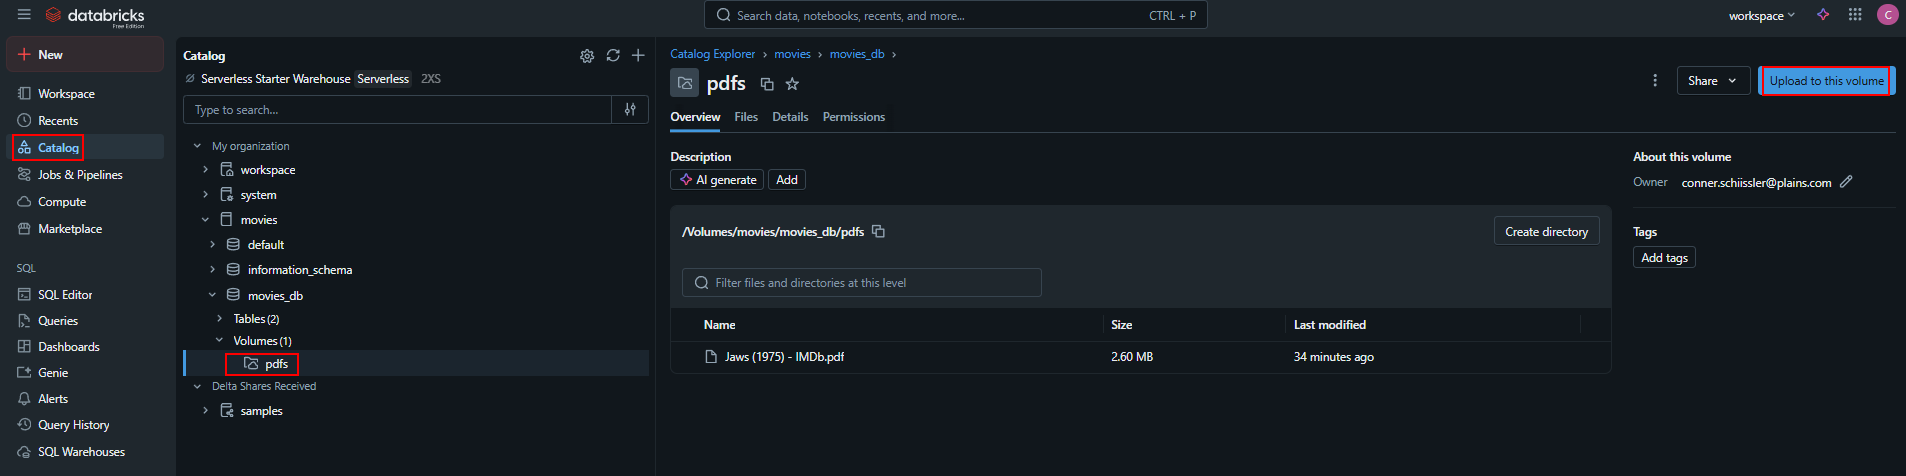 databricks
Free Edition
Search data, notebooks, recents, and more...
CTRL + P
workspace
C
New
Workspace
Recents
Catalog
Jobs & Pipelines
Compute
Marketplace
SQL
SQL Editor
Queries
Dashboards
Genie
Alerts
Query History
SQL Warehouses
Catalog
Serverless Starter Warehouse Serverless 2XS
Type to search...
My organization
workspace
system
movies
default
information_schema
movies_db
Tables (2)
Volumes (1)
pdfs
Delta Shares Received
samples
Catalog Explorer > movies > movies_db >
pdfs
Share
Upload to this volume
Overview Files Details Permissions
Description
AI generate Add
/Volumes/movies/movies_db/pdfs
Create directory
Filter files and directories at this level
Name Size Last modified
Jaws (1975) - IMDb.pdf 2.60 MB 34 minutes ago
About this volume
Owner conner.schiissler@plains.com
Tags
Add tags